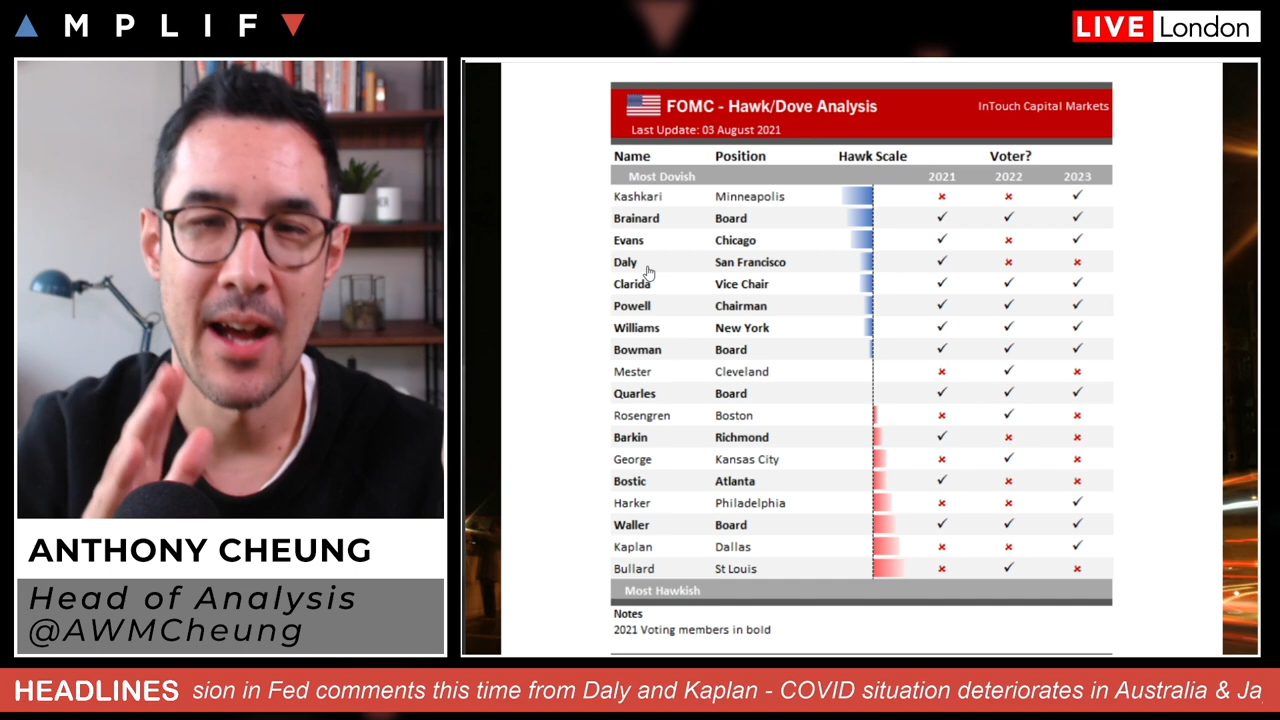 AMPLIFY
LIVE London
FOMC - Hawk/Dove Analysis InTouch Capital Markets
Last Update: 03 August 2021
Name Position Hawk Scale Voter?
Most Dovish 2021 2022 2023
Kashkari Minneapolis ✗ ✗ ✓
Brainard Board ✓ ✓ ✓
Evans Chicago ✓ ✗ ✓
Daly San Francisco ✓ ✗ ✗
Clarida Vice Chair ✓ ✓ ✓
Powell Chairman ✓ ✓ ✓
Williams New York ✓ ✓ ✓
Bowman Board ✓ ✓ ✓
Mester Cleveland ✗ ✓ ✗
Quarles Board ✓ ✓ ✓
Rosengren Boston ✗ ✓ ✗
Barkin Richmond ✓ ✗ ✗
George Kansas City ✗ ✓ ✗
Bostic Atlanta ✓ ✗ ✗
Harker Philadelphia ✗ ✗ ✓
Waller Board ✓ ✓ ✓
Kaplan Dallas ✗ ✗ ✓
Bullard St Louis ✗ ✓ ✗
Most Hawkish
Notes
2021 Voting members in bold
ANTHONY CHEUNG
Head of Analysis
@AWMCheung
HEADLINES sion in Fed comments this time from Daly and Kaplan - COVID situation deteriorates in Australia & Ja